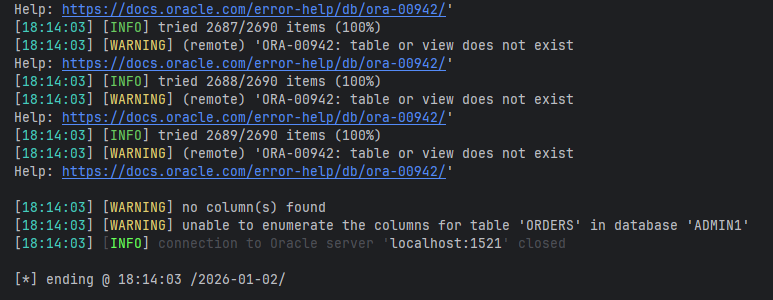 Help: https://docs.oracle.com/error-help/db/ora-00942/'
[18:14:03] [INFO] tried 2687/2690 items (100%)
[18:14:03] [WARNING] (remote) 'ORA-00942: table or view does not exist
Help: https://docs.oracle.com/error-help/db/ora-00942/'
[18:14:03] [INFO] tried 2688/2690 items (100%)
[18:14:03] [WARNING] (remote) 'ORA-00942: table or view does not exist
Help: https://docs.oracle.com/error-help/db/ora-00942/'
[18:14:03] [INFO] tried 2689/2690 items (100%)
[18:14:03] [WARNING] (remote) 'ORA-00942: table or view does not exist
Help: https://docs.oracle.com/error-help/db/ora-00942/'
[18:14:03] [WARNING] no column(s) found
[18:14:03] [WARNING] unable to enumerate the columns for table 'ORDERS' in database 'ADMIN1'
[18:14:03] [INFO] connection to Oracle server 'localhost:1521' closed
[*] ending @ 18:14:03 /2026-01-02/